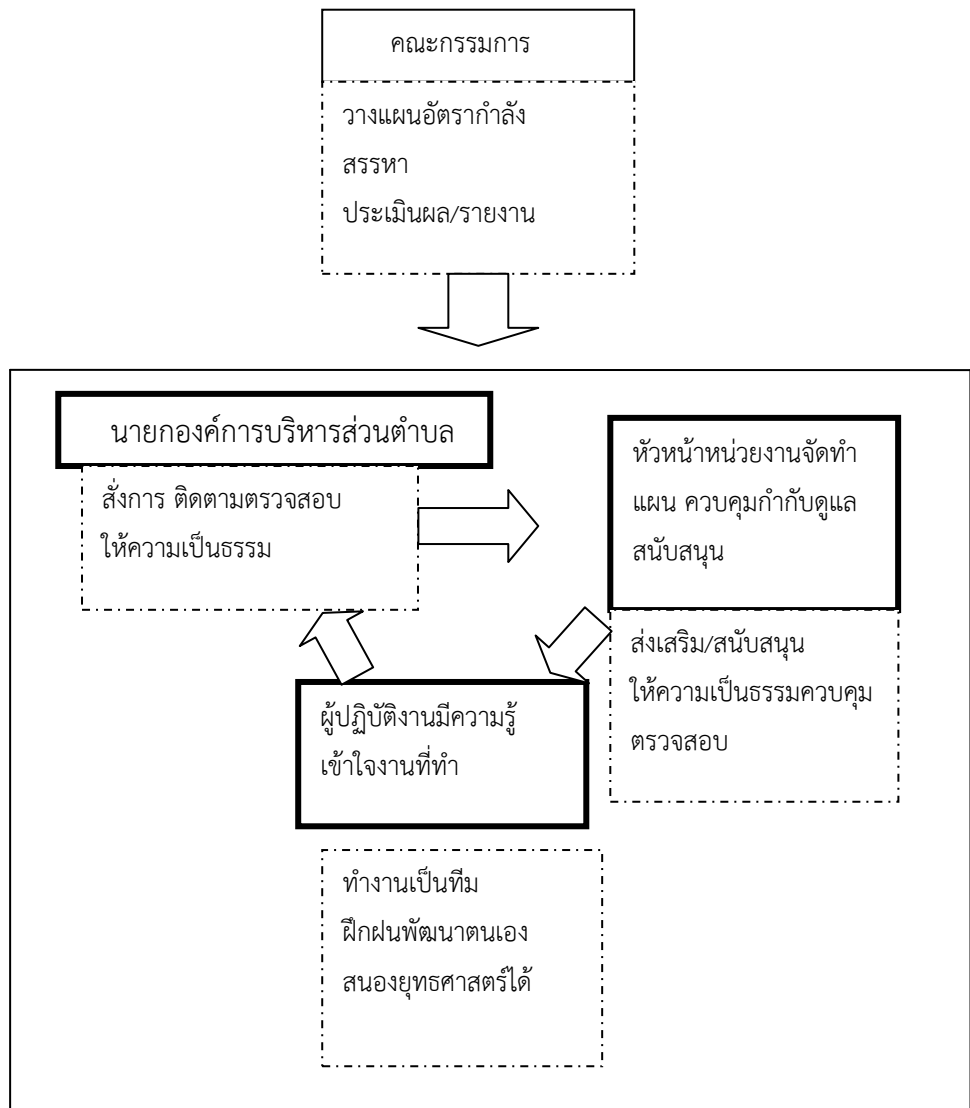 คณะกรรมการ
วางแผนอัตรากำลัง
สรรหา
ประเมินผล/รายงาน
นายกองค์การบริหารส่วนตำบล
สั่งการ ติดตามตรวจสอบ
ให้ความเป็นธรรม
หัวหน้าหน่วยงานจัดทำ
แผน ควบคุมกำกับดูแล
สนับสนุน
ส่งเสริม/สนับสนุน
ให้ความเป็นธรรมควบคุม
ตรวจสอบ
ผู้ปฏิบัติงานมีความรู้
เข้าใจงานที่ทำ
ทำงานเป็นทีม
ฝึกฝนพัฒนาตนเอง
สนองยุทธศาสตร์ได้